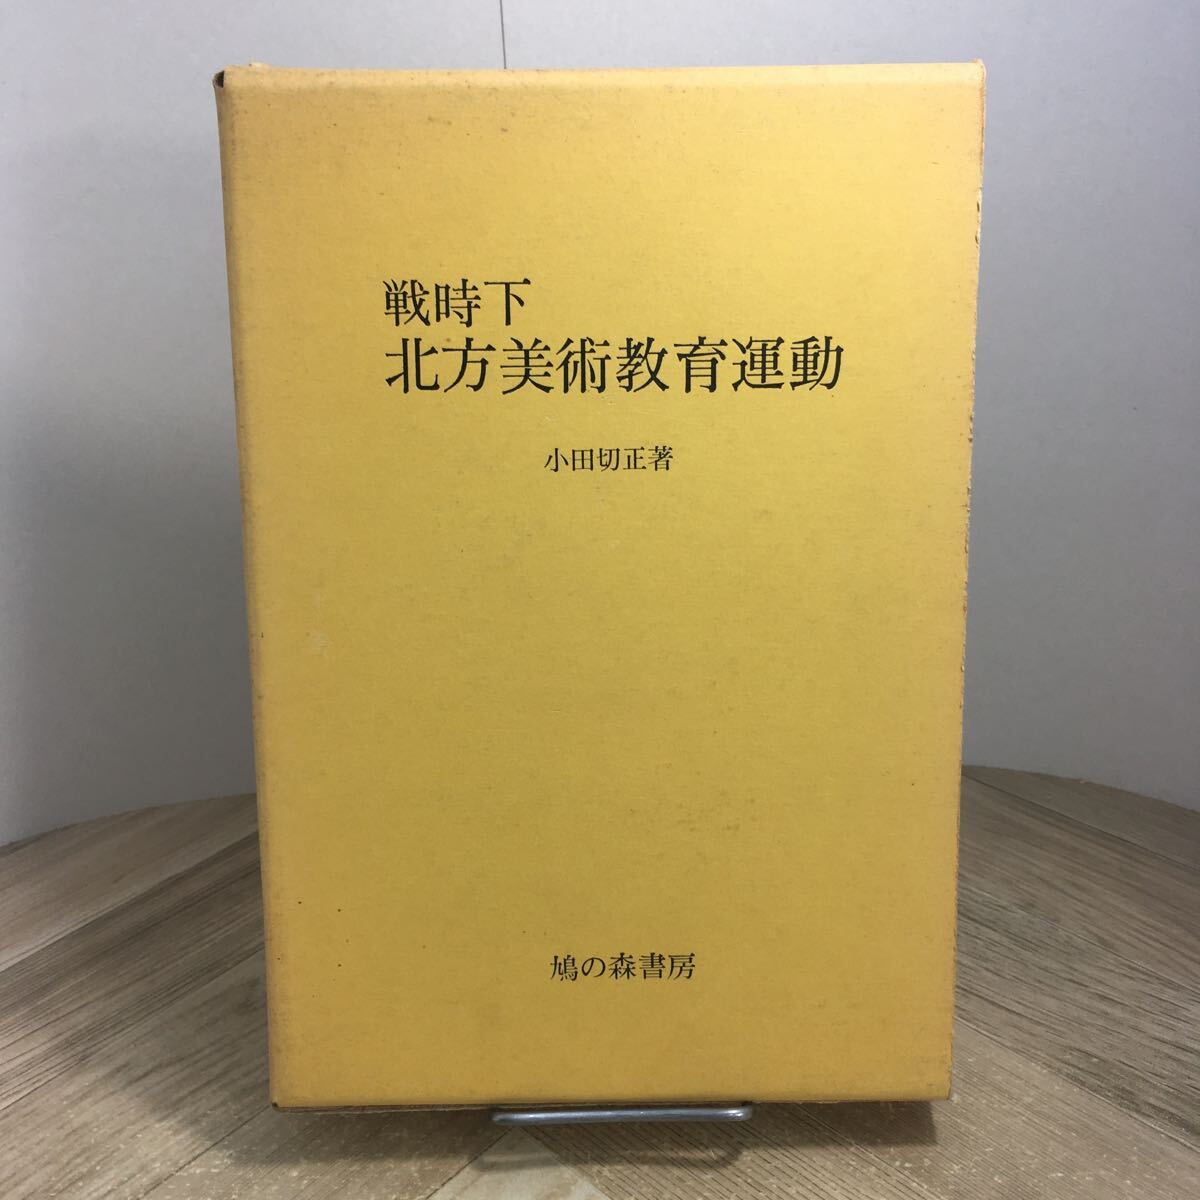 戦時下
北方美術教育運動
小田切正著
鳩の森書房